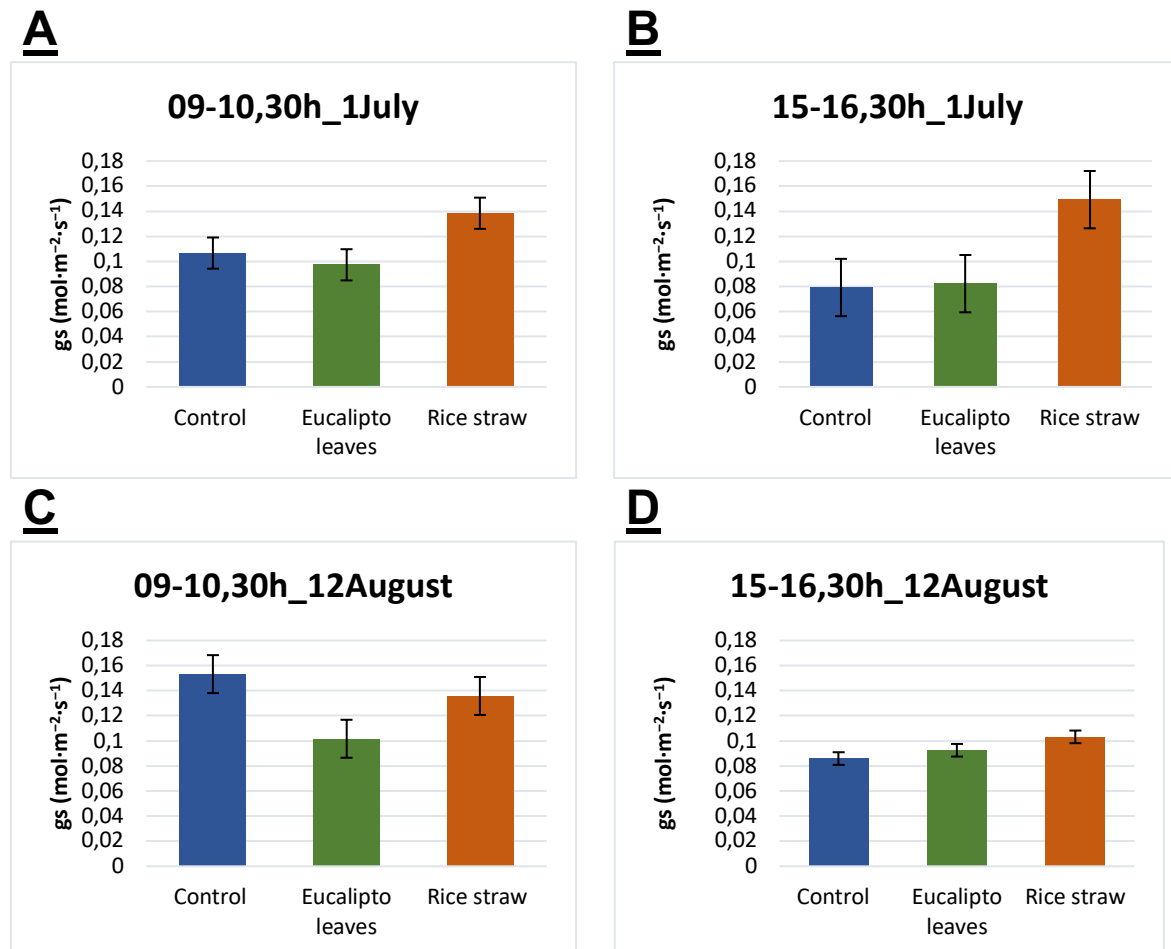 A
09-10,30h_1July
gs (mol·m⁻²·s⁻¹)
0,18
0,16
0,14
0,12
0,1
0,08
0,06
0,04
0,02
0
Control
Eucalipto
leaves
Rice straw
B
15-16,30h_1July
gs (mol·m⁻²·s⁻¹)
0,18
0,16
0,14
0,12
0,1
0,08
0,06
0,04
0,02
0
Control
Eucalipto
leaves
Rice straw
C
09-10,30h_12August
gs (mol·m⁻²·s⁻¹)
0,18
0,16
0,14
0,12
0,1
0,08
0,06
0,04
0,02
0
Control
Eucalipto
leaves
Rice straw
D
15-16,30h_12August
gs (mol·m⁻²·s⁻¹)
0,18
0,16
0,14
0,12
0,1
0,08
0,06
0,04
0,02
0
Control
Eucalipto
leaves
Rice straw